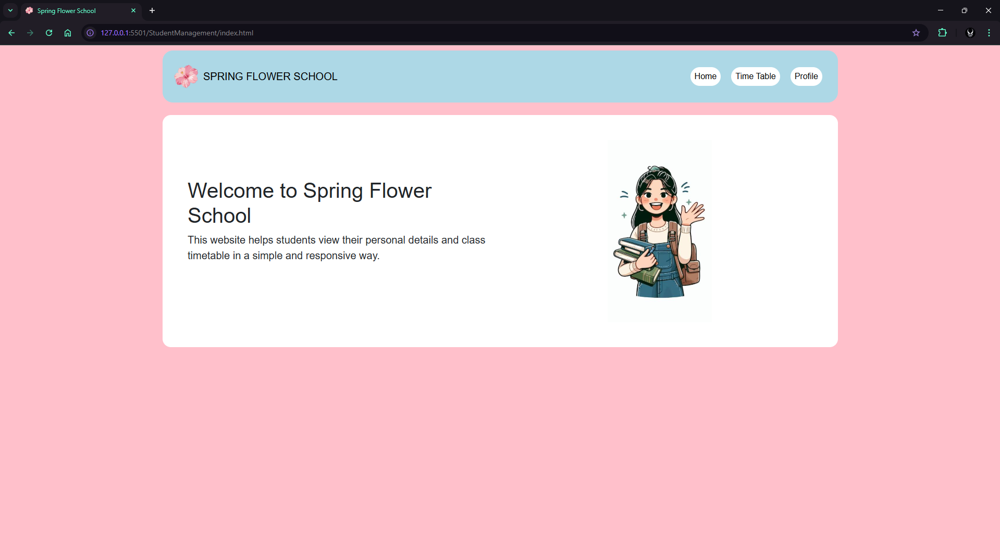 Spring Flower School
127.0.0.1:5501/StudentManagement/index.html
SPRING FLOWER SCHOOL
Home
Time Table
Profile
Welcome to Spring Flower
School
This website helps students view their personal details and class
timetable in a simple and responsive way.